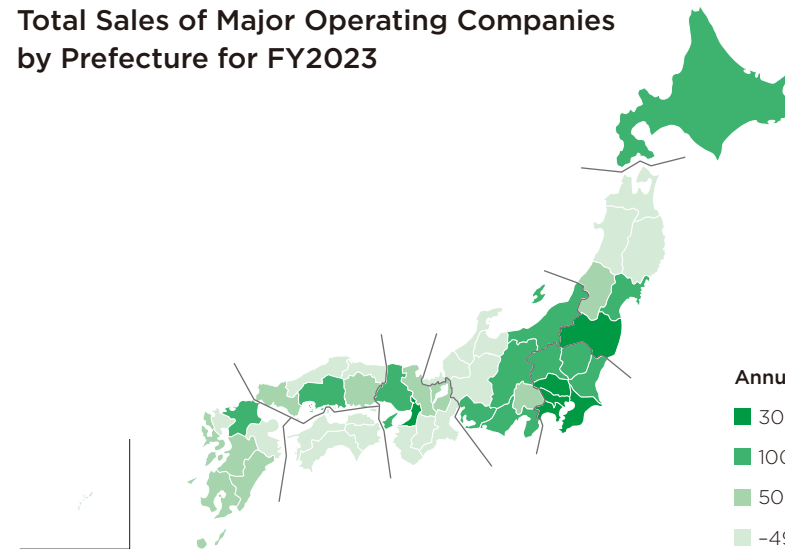 Total Sales of Major Operating Companies
by Prefecture for FY2023
Annu
30
100
50
–49